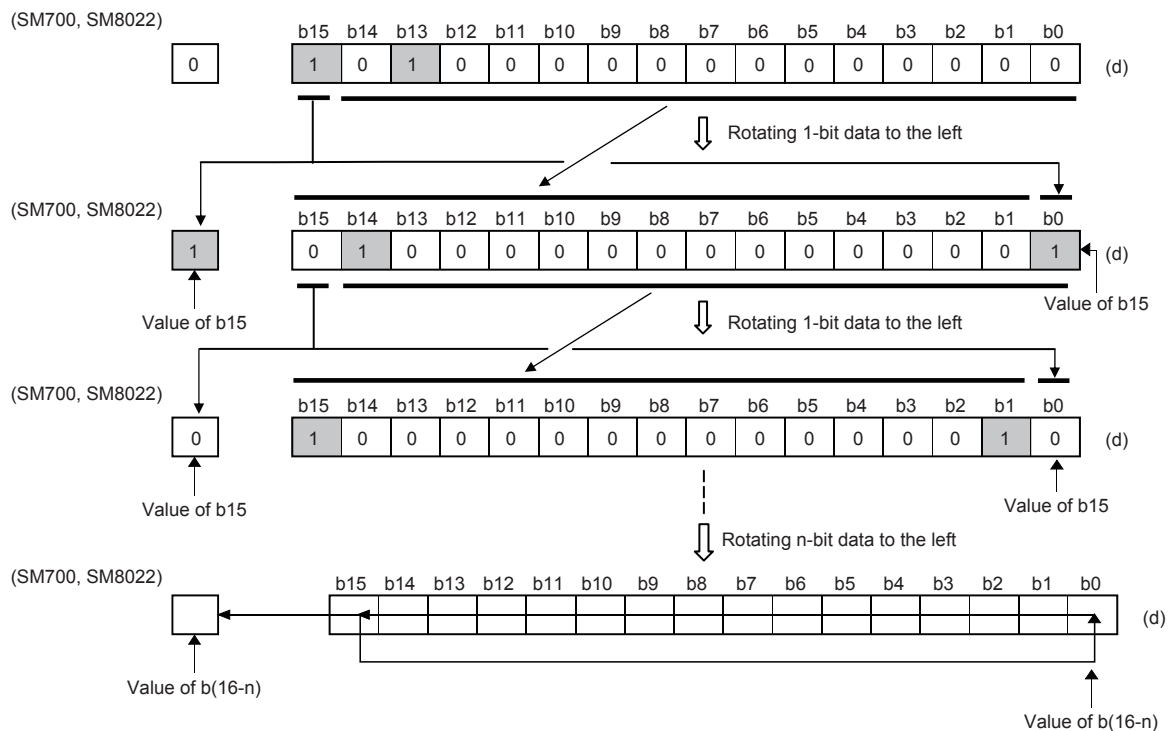 (SM700, SM8022)
b15 b14 b13 b12 b11 b10 b9 b8 b7 b6 b5 b4 b3 b2 b1 b0
0 1 0 1 0 0 0 0 0 0 0 0 0 0 0 0 0 (d)
Rotating 1-bit data to the left
(SM700, SM8022)
b15 b14 b13 b12 b11 b10 b9 b8 b7 b6 b5 b4 b3 b2 b1 b0
1 0 1 0 0 0 0 0 0 0 0 0 0 0 0 0 1 (d)
Value of b15 Value of b15
Rotating 1-bit data to the left
(SM700, SM8022)
b15 b14 b13 b12 b11 b10 b9 b8 b7 b6 b5 b4 b3 b2 b1 b0
0 1 0 0 0 0 0 0 0 0 0 0 0 0 0 1 0 (d)
Value of b15 Value of b15
Rotating n-bit data to the left
(SM700, SM8022)
b15 b14 b13 b12 b11 b10 b9 b8 b7 b6 b5 b4 b3 b2 b1 b0
(d)
Value of b(16-n)
Value of b(16-n)